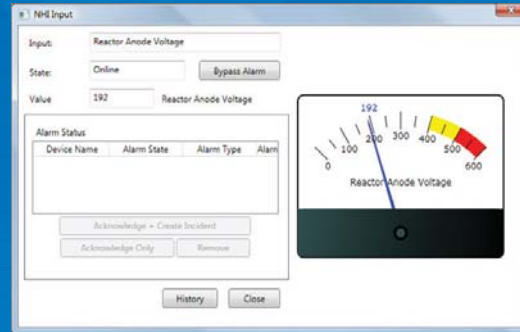 NHI Input
Input: Reactor Anode Voltage
State: Online Bypass Alarm
Value 192 Reactor Anode Voltage
Alarm Status
Device Name Alarm State Alarm Type Alarm
Acknowledge + Create Incident
Acknowledge Only Remove
History Close
192
0 100 200 300 400 500 600
Reactor Anode Voltage